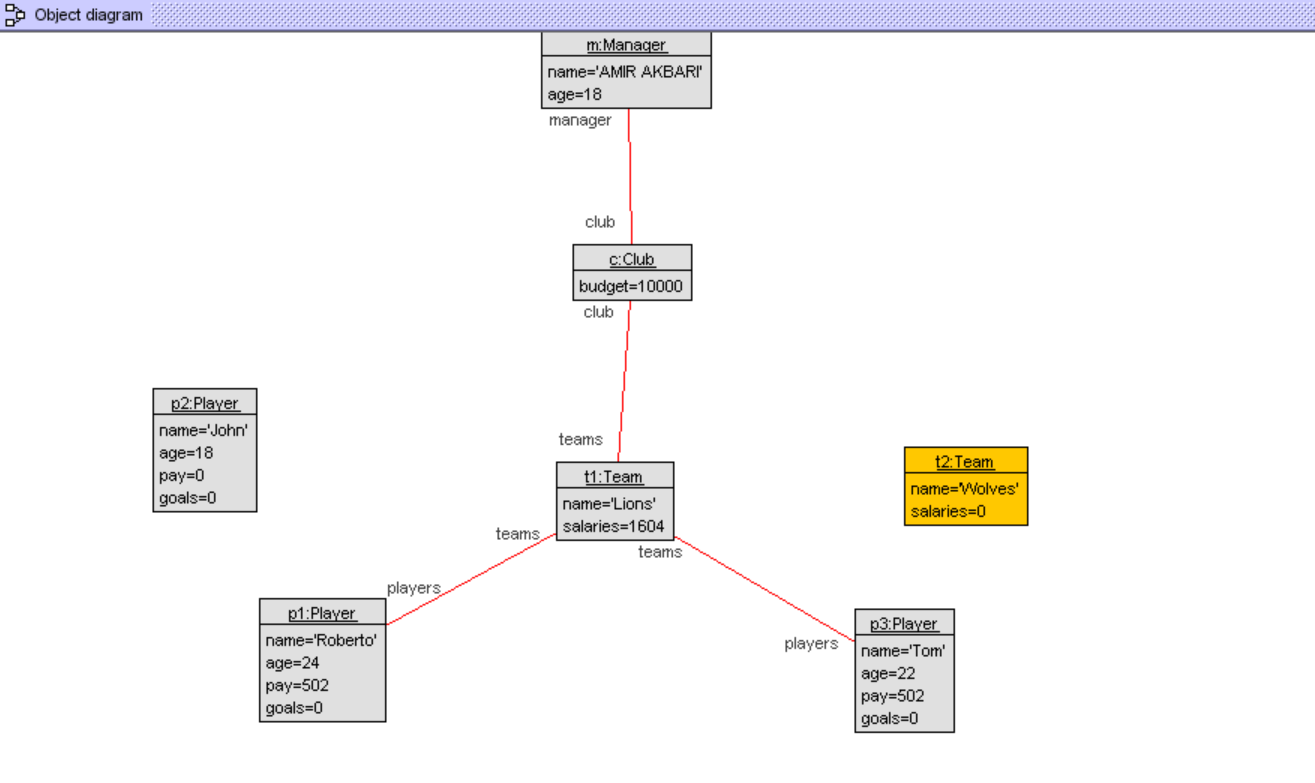 Object diagram
m:Manager
name='AMIR AKBARI'
age=18
manager
club
c:Club
budget=10000
club
p2:Player
name='John'
age=18
pay=0
goals=0
teams
t1:Team
name='Lions'
salaries=1604
t2:Team
name='Wolves'
salaries=0
teams
teams
players
p1:Player
name='Roberto'
age=24
pay=502
goals=0
players
p3:Player
name='Tom'
age=22
pay=502
goals=0